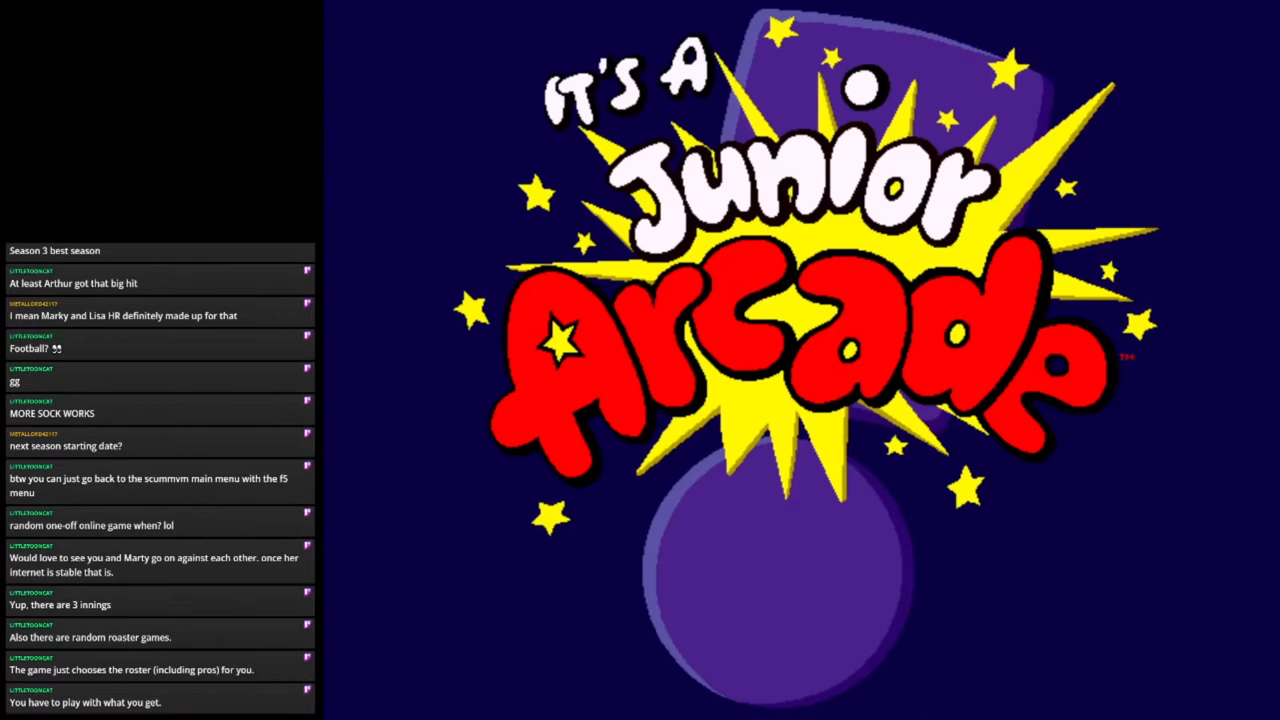 Season 3 best season
LITTLETOONCAT
At least Arthur got that big hit
METALLORD42117
I mean Marky and Lisa HR definitely made up for that
LITTLETOONCAT
Football? 👀
LITTLETOONCAT
gg
LITTLETOONCAT
MORE SOCK WORKS
METALLORD42117
next season starting date?
LITTLETOONCAT
btw you can just go back to the scummvm main menu with the f5
menu
LITTLETOONCAT
random one-off online game when? lol
LITTLETOONCAT
Would love to see you and Marty go on against each other. once her
internet is stable that is.
LITTLETOONCAT
Yup, there are 3 innings
LITTLETOONCAT
Also there are random roaster games.
LITTLETOONCAT
The game just chooses the roster (including pros) for you.
LITTLETOONCAT
You have to play with what you get.
IT'S A
Junior
Arcade
™